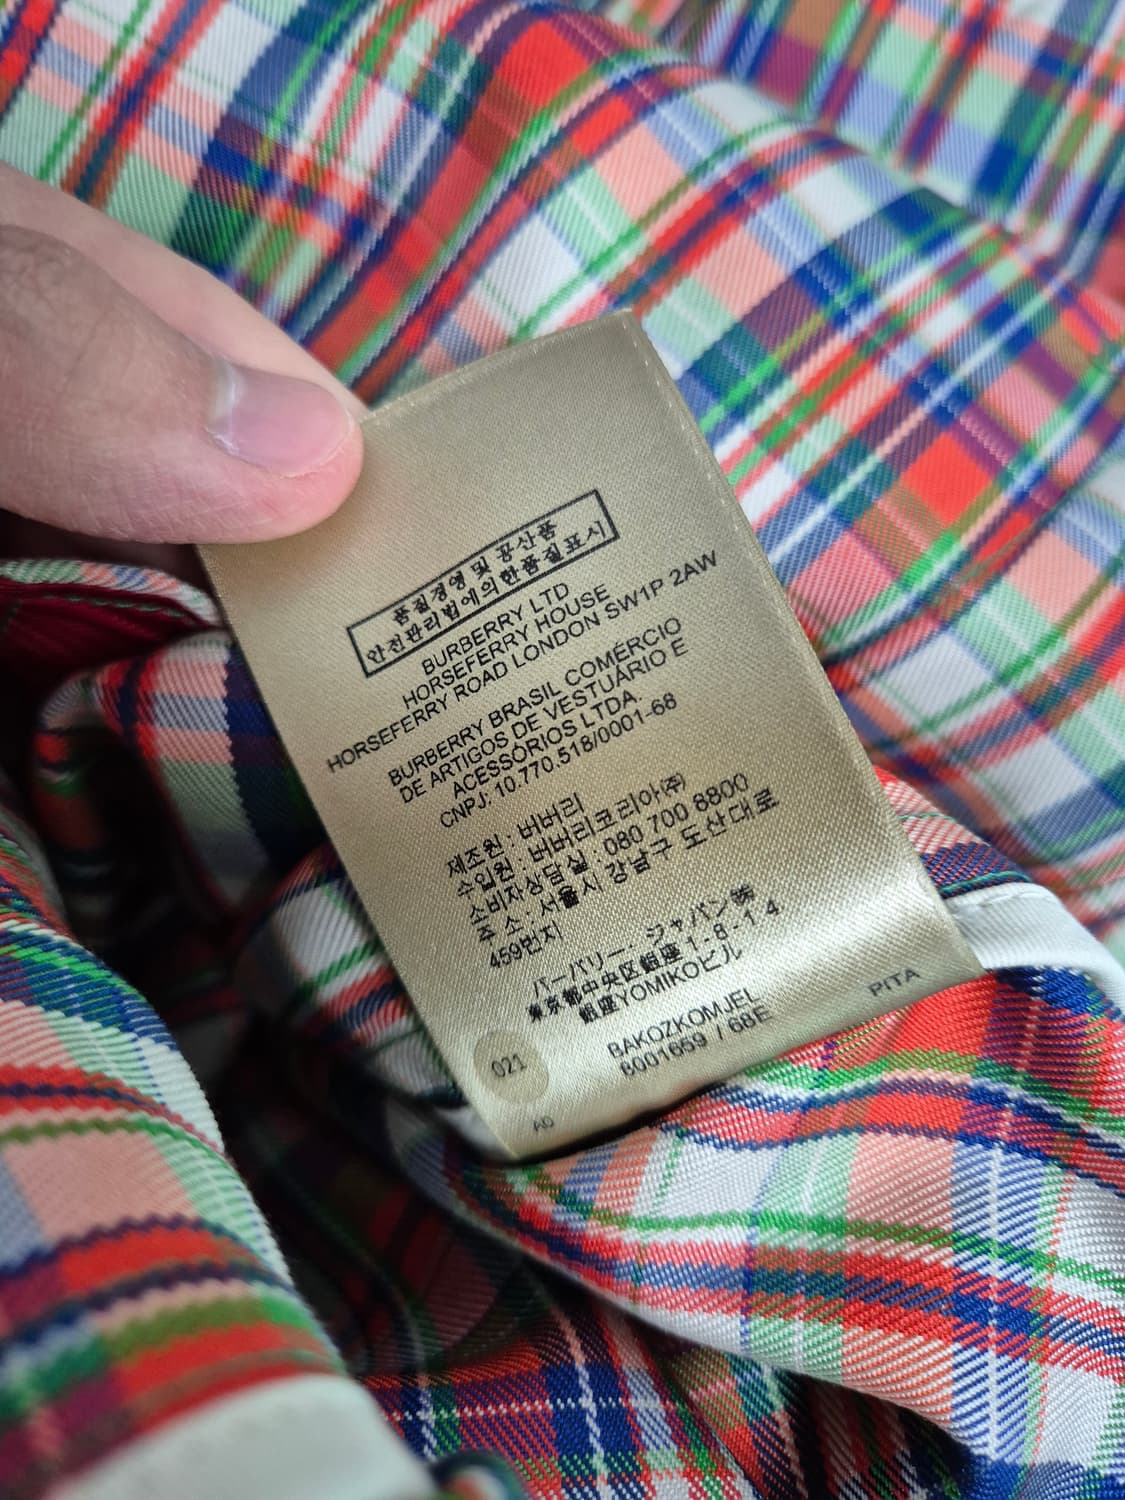 품질경영 및 공산품
안전관리법에의한품질표시
BURBERRY LTD
HORSEFERRY HOUSE
HORSEFERRY ROAD LONDON SW1P 2AW
BURBERRY BRASIL COMÉRCIO
DE ARTIGOS DE VESTUÁRIO E
ACESSÓRIOS LTDA.
CNPJ: 10.770.518/0001-68
제조원 : 버버리
수입원 : 버버리코리아(주)
소비자상담실 : 080 700 8800
주소 : 서울시 강남구 도산대로
459번지
バーバリー・ジャパン㈱
東京都中央区銀座1-8-14
銀座YOMIKOビル
BAKOZKOMJEL
6001659 / 68E
PITA
021
AD